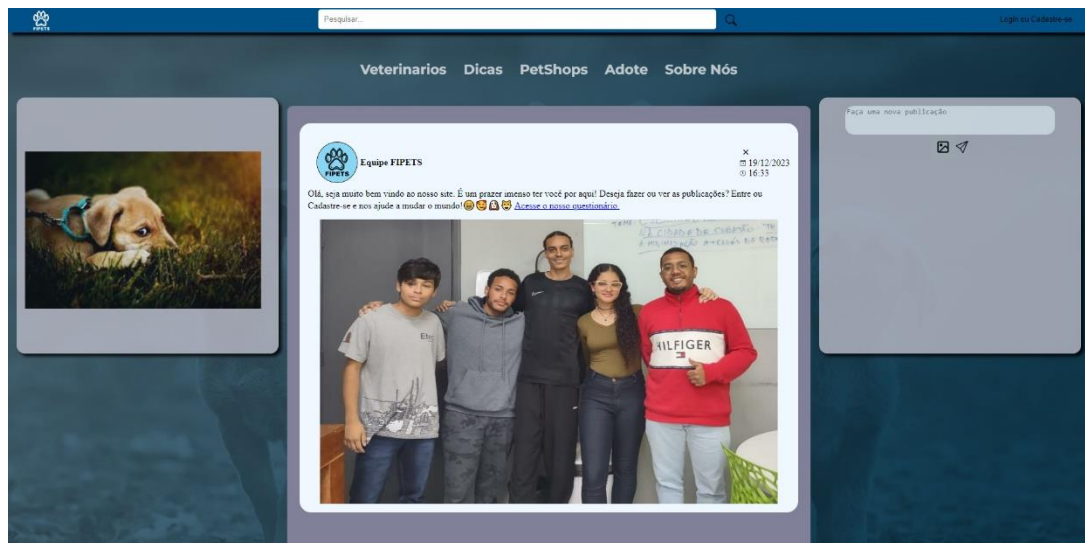 FIPETS
Pesquisar...
Login ou Cadastre-se
Veterinarios Dicas PetShops Adote Sobre Nós
Faça uma nova publicação
FIPETS
Equipe FIPETS
19/12/2023
16:33
Olá, seja muito bem vindo ao nosso site. É um prazer imenso ter você por aqui! Deseja fazer ou ver as publicações? Entre ou
Cadastre-se e nos ajude a mudar o mundo! Acesse o nosso questionário.
HILFIGER